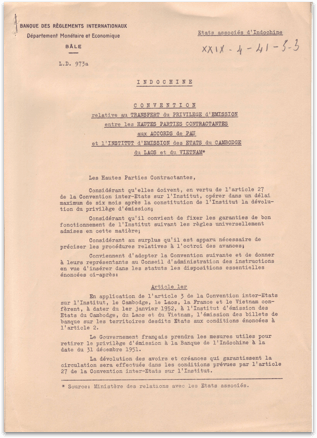 BANQUE DES RÈGLEMENTS INTERNATIONAUX
Département Monétaire et Economique
BÂLE
Etats associés d'Indochine
XXIX-4-41-3-3
L.D. 973a
INDOCHINE
CONVENTION
relative au TRANSFERT du PRIVILEGE D'EMISSION
entre les HAUTES PARTIES CONTRACTANTES
aux ACCORDS de PAU
et l'INSTITUT D'EMISSION DES ETATS du CAMBODGE
du LAOS et du VIETNAM*
Les Hautes Parties Contractantes,
Considérant qu'elles doivent, en vertu de l'article 27
de la Convention inter-Etats sur l'Institut, opérer dans un délai
maximum de six mois après la constitution de l'Institut la dévolu-
tion du privilège d'émission;
Considérant qu'il convient de fixer les garanties de bon
fonctionnement de l'Institut suivant les règles universellement
admises en cette matière;
Considérant au surplus qu'il est apparu nécessaire de
préciser les procédures relatives à l'octroi des avances;
Conviennent d'adopter la Convention suivante et de donner
à leurs représentants au Conseil d'administration des instructions
en vue d'insérer dans les statuts les dispositions essentielles
énoncées ci-après:
Article 1er
En application de l'article 3 de la Convention inter-Etats
sur l'Institut, le Cambodge, le Laos, la France et le Vietnam con-
fèrent, à dater du 1er janvier 1952, à l'Institut d'émission des
Etats du Cambodge, du Laos et du Vietnam, l'émission des billets de
banque sur les territoires desdits Etats aux conditions énoncées à
l'article 2.
Le Gouvernement français prendra les mesures utiles pour
retirer le privilège d'émission à la Banque de l'Indochine à la
date du 31 décembre 1951.
La dévolution des avoirs et créances qui garantissent la
circulation sera effectuée dans les conditions prévues par l'article
27 de la Convention inter-Etats sur l'Institut.
* Source: Ministère des relations avec les Etats associés.